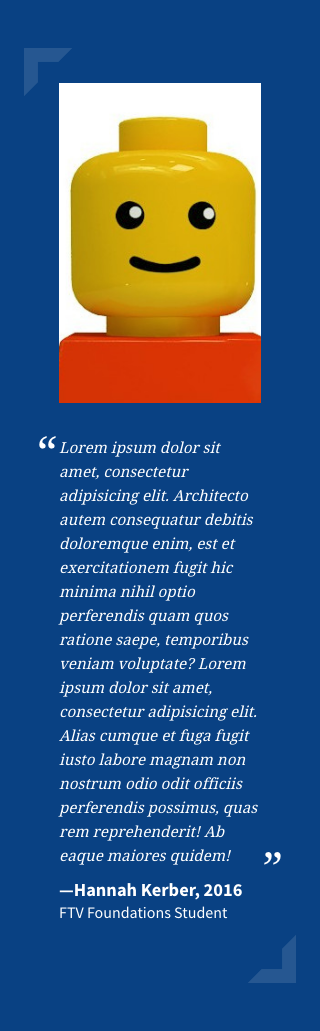 “Lorem ipsum dolor sit
amet, consectetur
adipisicing elit. Architecto
autem consequatur debitis
doloremque enim, est et
exercitationem fugit hic
minima nihil optio
perferendis quam quos
ratione saepe, temporibus
veniam voluptate? Lorem
ipsum dolor sit amet,
consectetur adipisicing elit.
Alias cumque et fuga fugit
iusto labore magnam non
nostrum odio odit officiis
perferendis possimus, quas
rem reprehenderit! Ab
eaque maiores quidem! ”
—Hannah Kerber, 2016
FTV Foundations Student